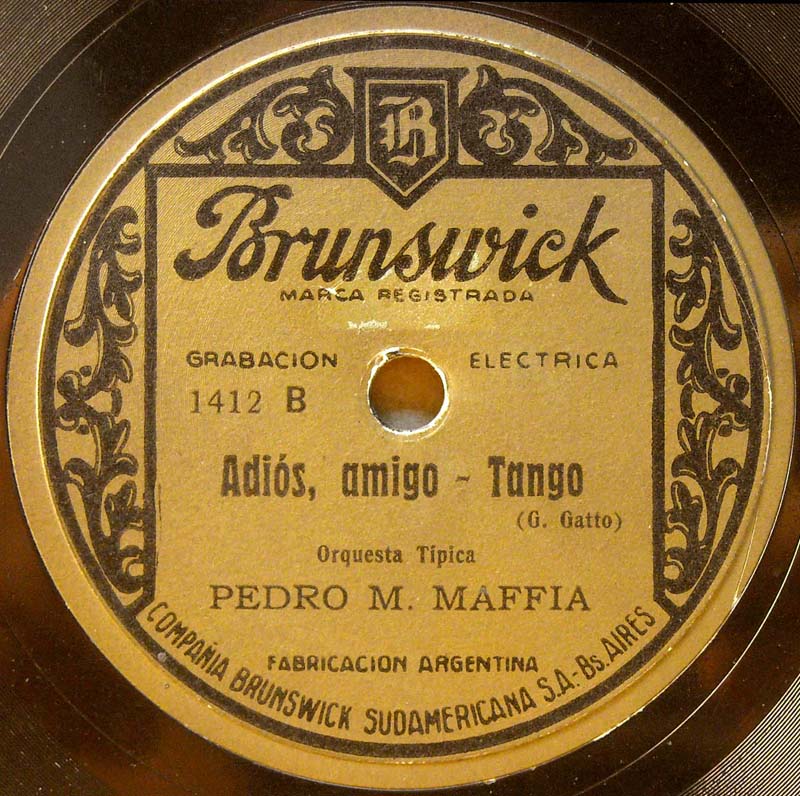 B
Brunswick
MARCA REGISTRADA
GRABACION ELECTRICA
1412 B
Adiós, amigo - Tango
(G. Gatto)
Orquesta Típica
PEDRO M. MAFFIA
FABRICACION ARGENTINA
COMPAÑIA BRUNSWICK SUDAMERICANA S.A.-Bs. AIRES